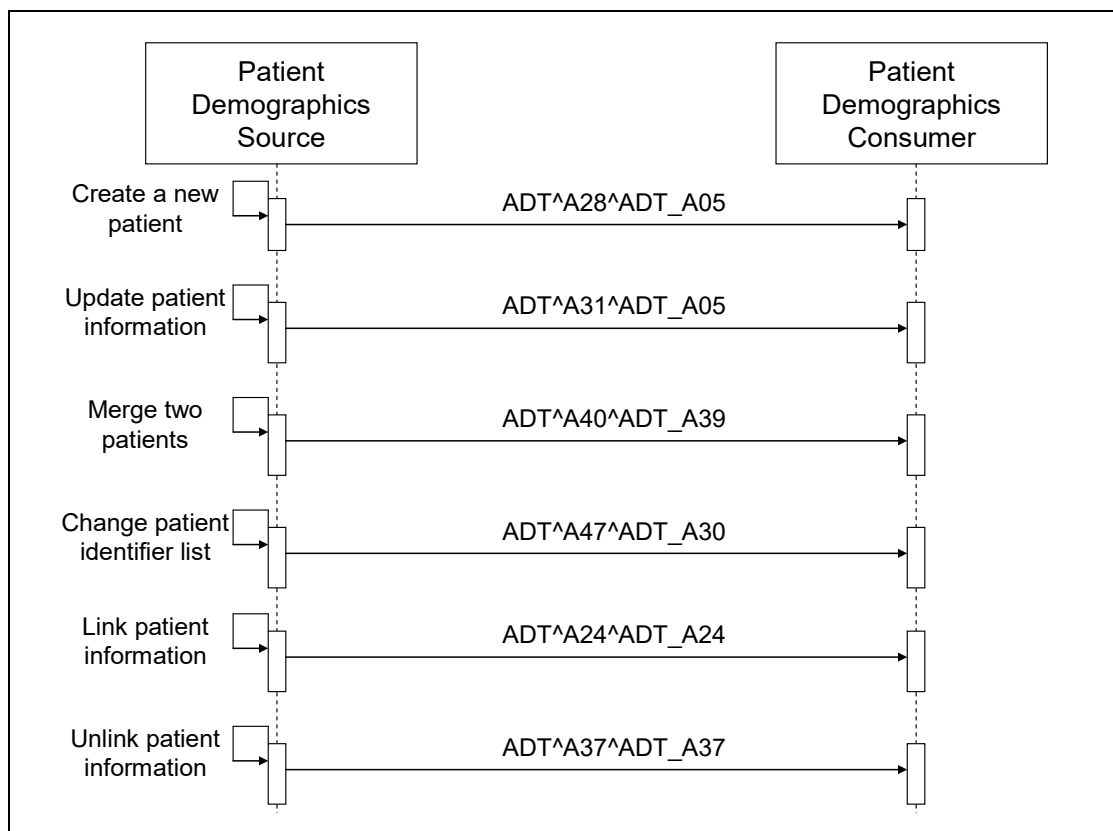 Patient
Demographics
Source
Patient
Demographics
Consumer
Create a new
patient
ADT^A28^ADT_A05
Update patient
information
ADT^A31^ADT_A05
Merge two
patients
ADT^A40^ADT_A39
Change patient
identifier list
ADT^A47^ADT_A30
Link patient
information
ADT^A24^ADT_A24
Unlink patient
information
ADT^A37^ADT_A37